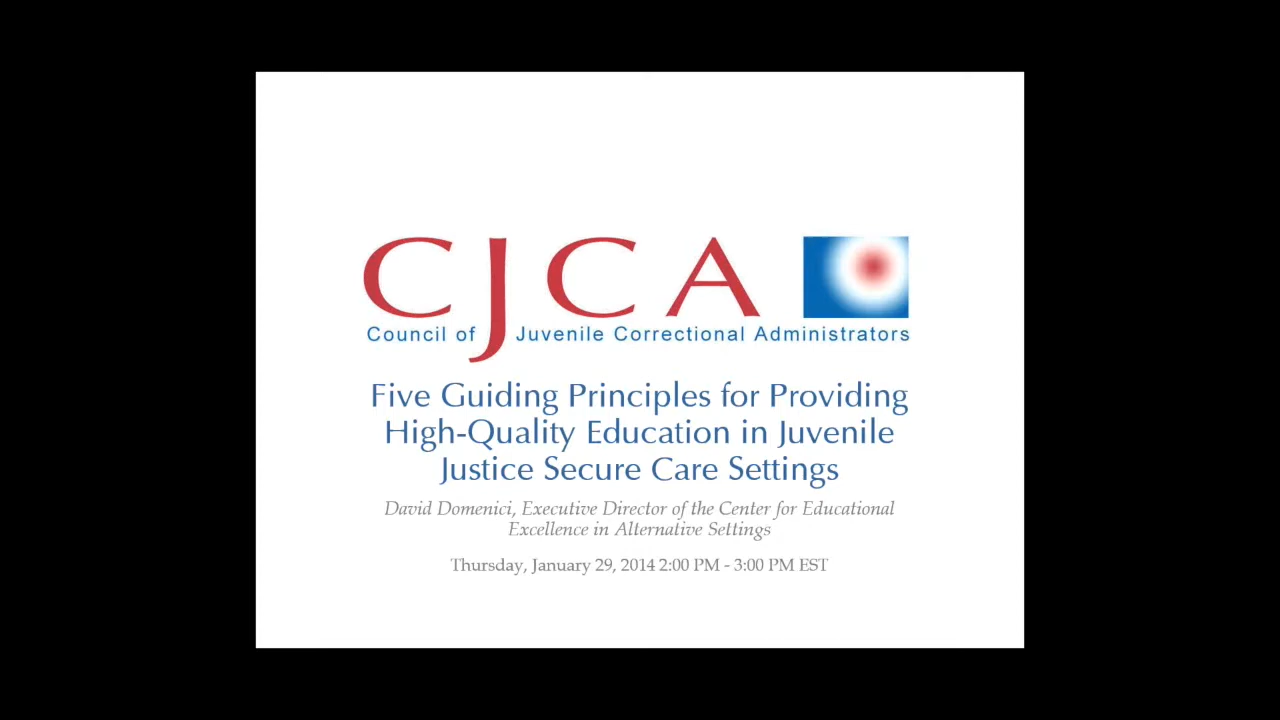 CJCA
Council of Juvenile Correctional Administrators
Five Guiding Principles for Providing
High-Quality Education in Juvenile
Justice Secure Care Settings
David Domenici, Executive Director of the Center for Educational
Excellence in Alternative Settings
Thursday, January 29, 2014 2:00 PM - 3:00 PM EST